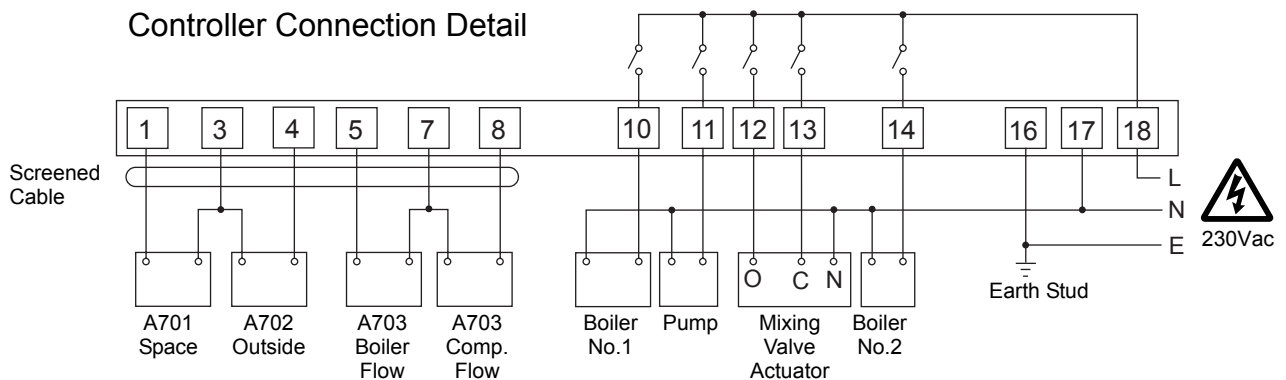 Controller Connection Detail
1 3 4 5 7 8 10 11 12 13 14 16 17 18
Screened
Cable
L
N
E
230Vac
O C N
Earth Stud
A701
Space
A702
Outside
A703
Boiler
Flow
A703
Comp.
Flow
Boiler
No.1
Pump
Mixing
Valve
Actuator
Boiler
No.2